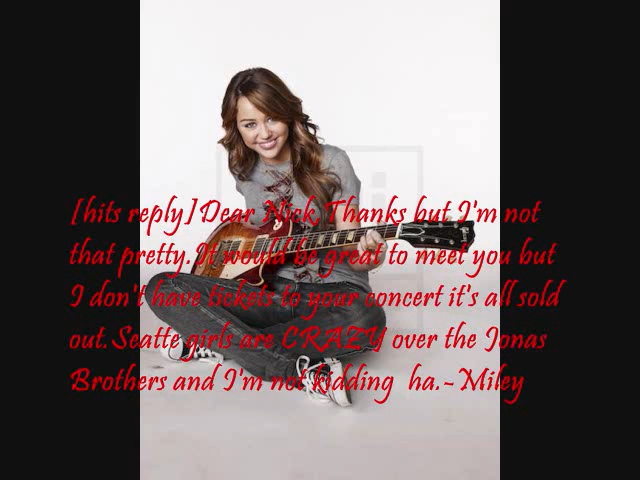 [hits reply] Dear Nick, Thanks but I'm not
that pretty. It would be great to meet you but
I don't have tickets to your concert it's all sold
out. Seatte girls are CRAZY over the Jonas
Brothers and I'm not kidding ha.~Miley